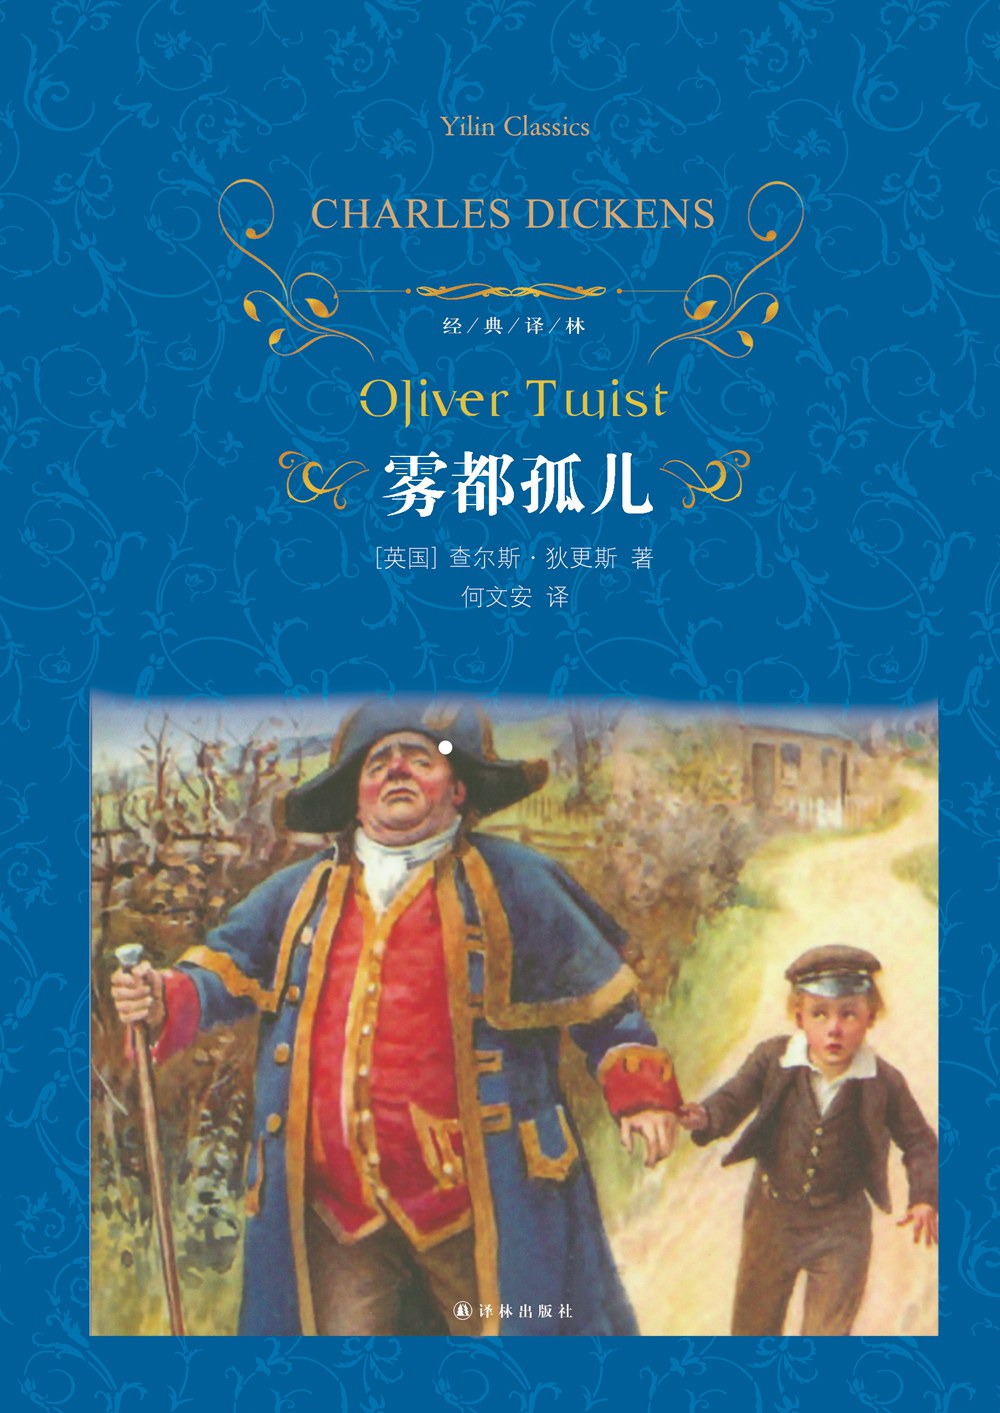 Yilin Classics
CHARLES DICKENS
经/典/译/林
Oliver Twist
雾都孤儿
[英国] 查尔斯·狄更斯 著
何文安 译
译林出版社